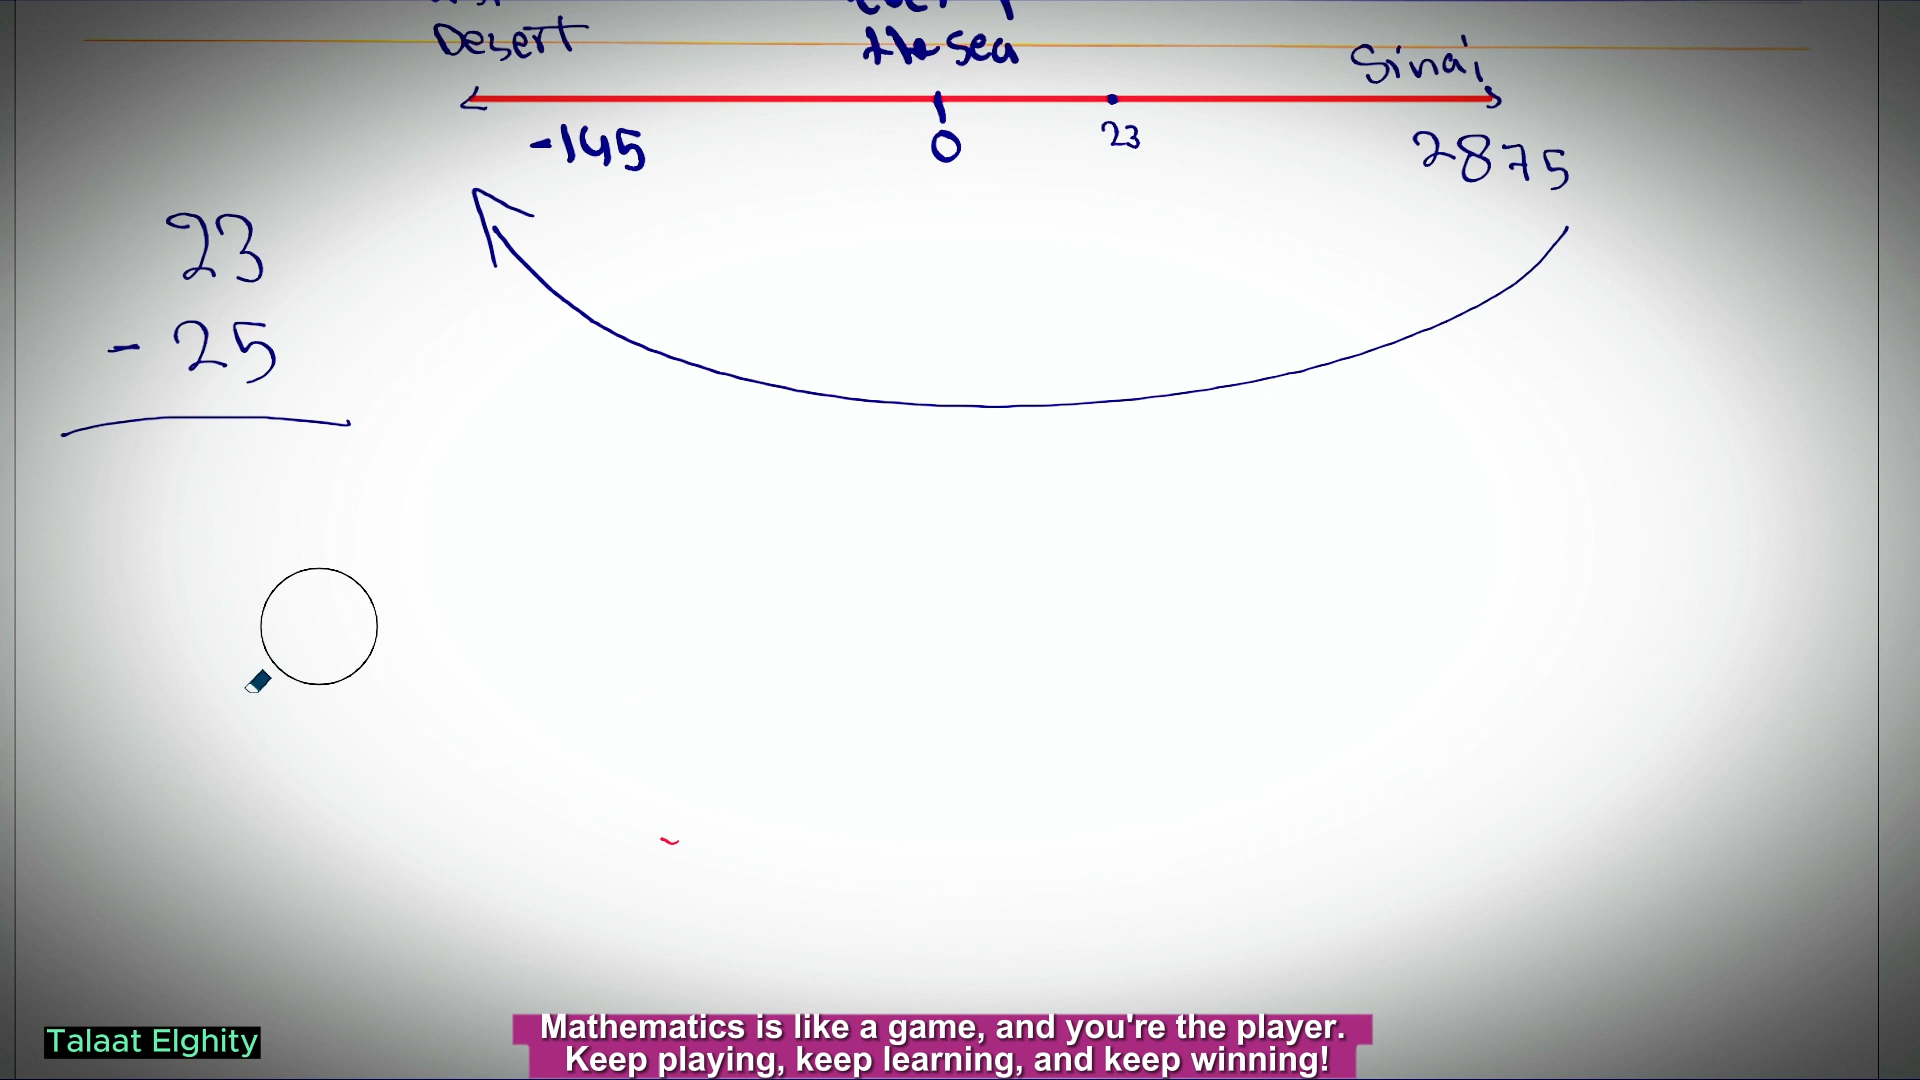 Desert
the sea
Sinai
-145
0
23
2875
23
- 25
Talaat Elghity
Mathematics is like a game, and you're the player.
Keep playing, keep learning, and keep winning!